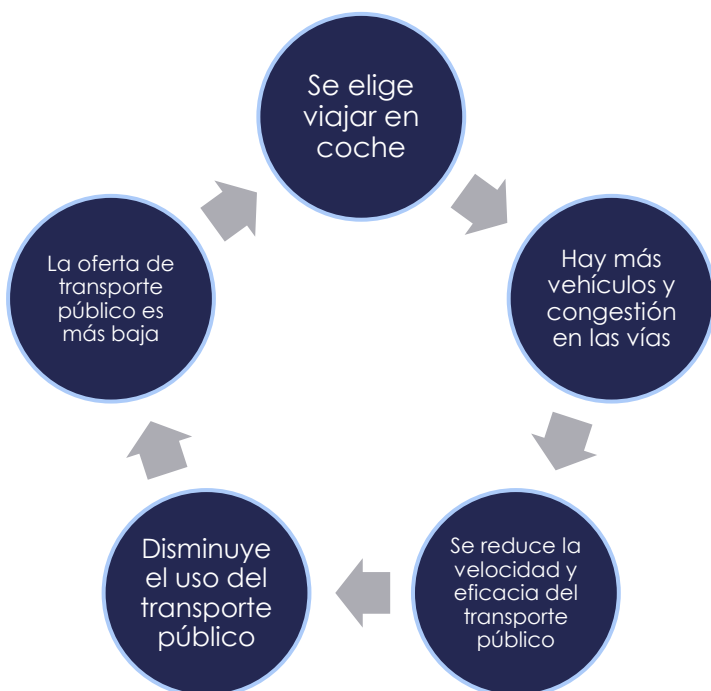 Se elige
viajar en
coche
Hay más
vehículos y
congestión
en las vías
Se reduce la
velocidad y
eficacia del
transporte
público
Disminuye
el uso del
transporte
público
La oferta de
transporte
público es
más baja